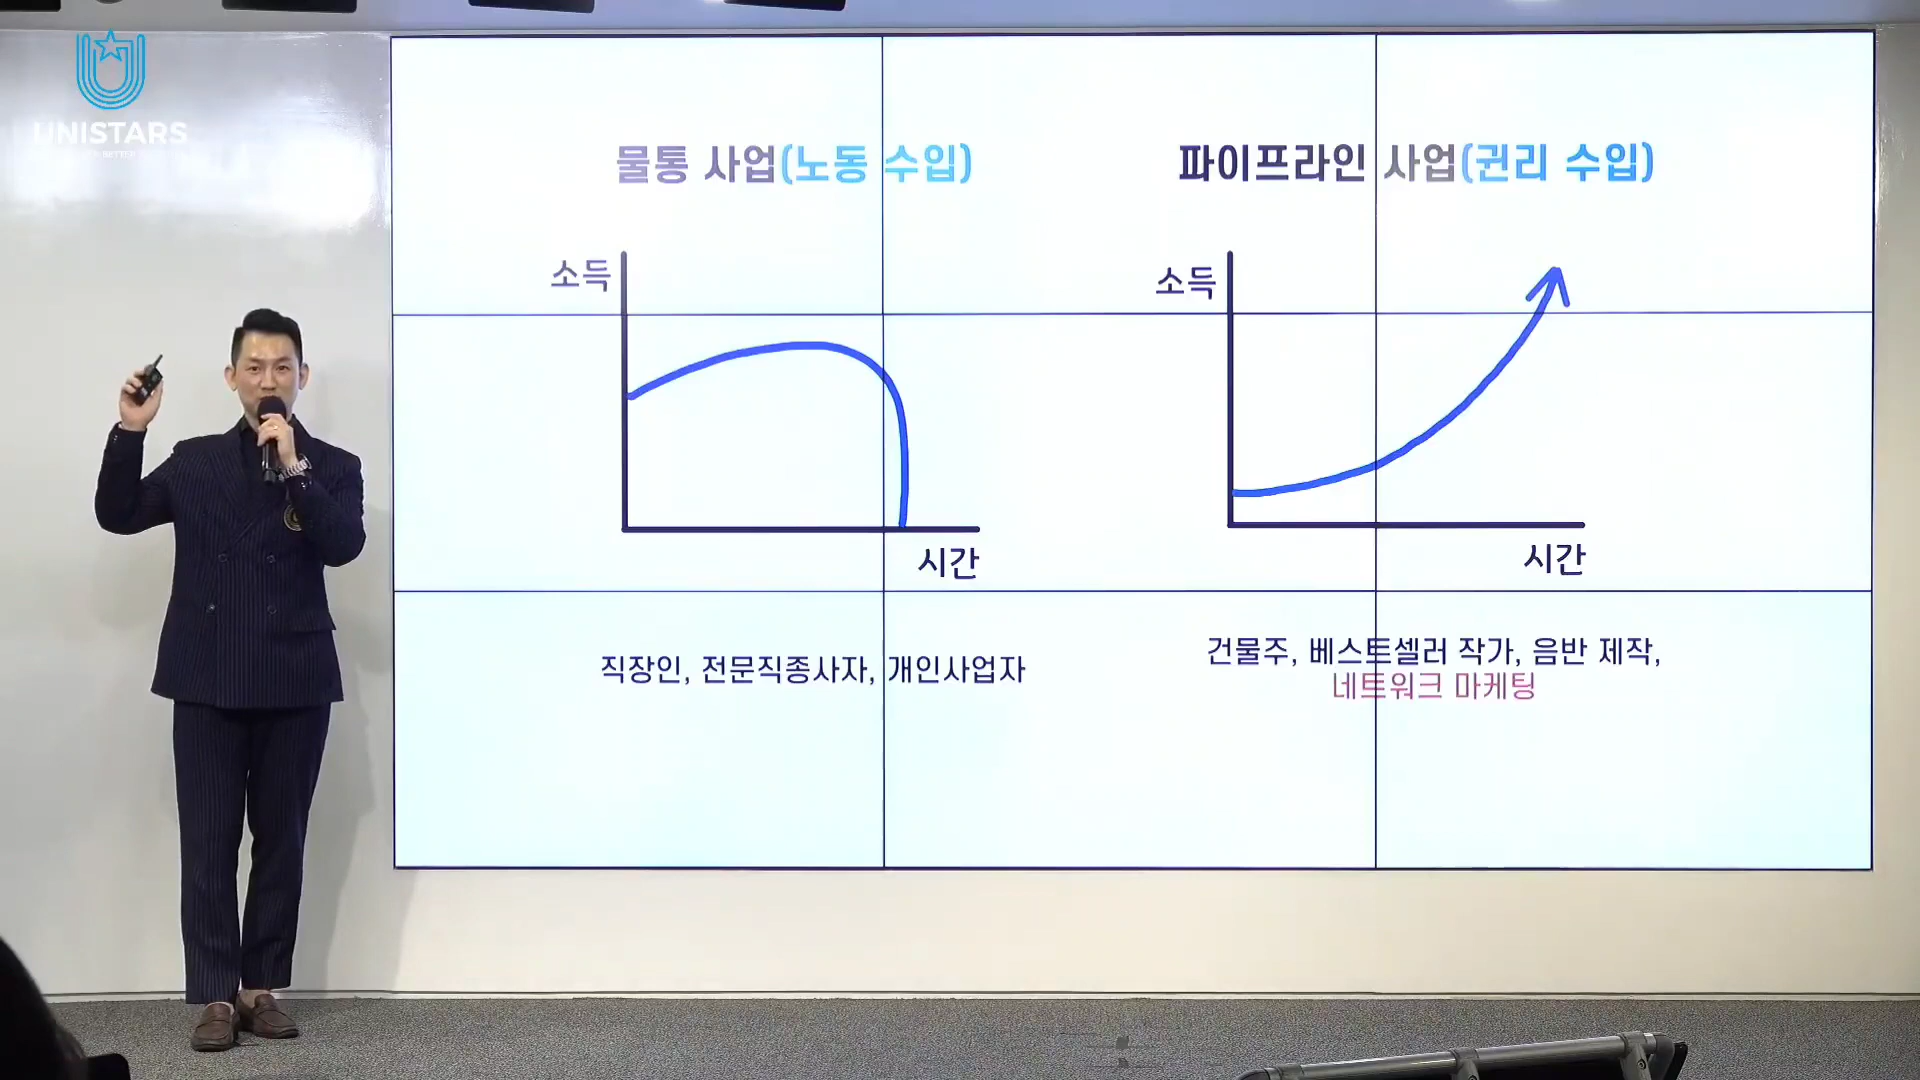 UNISTARS
물통 사업(노동 수입)
파이프라인 사업(권리 수입)
소득
시간
소득
시간
직장인, 전문직종사자, 개인사업자
건물주, 베스트셀러 작가, 음반 제작,
네트워크 마케팅